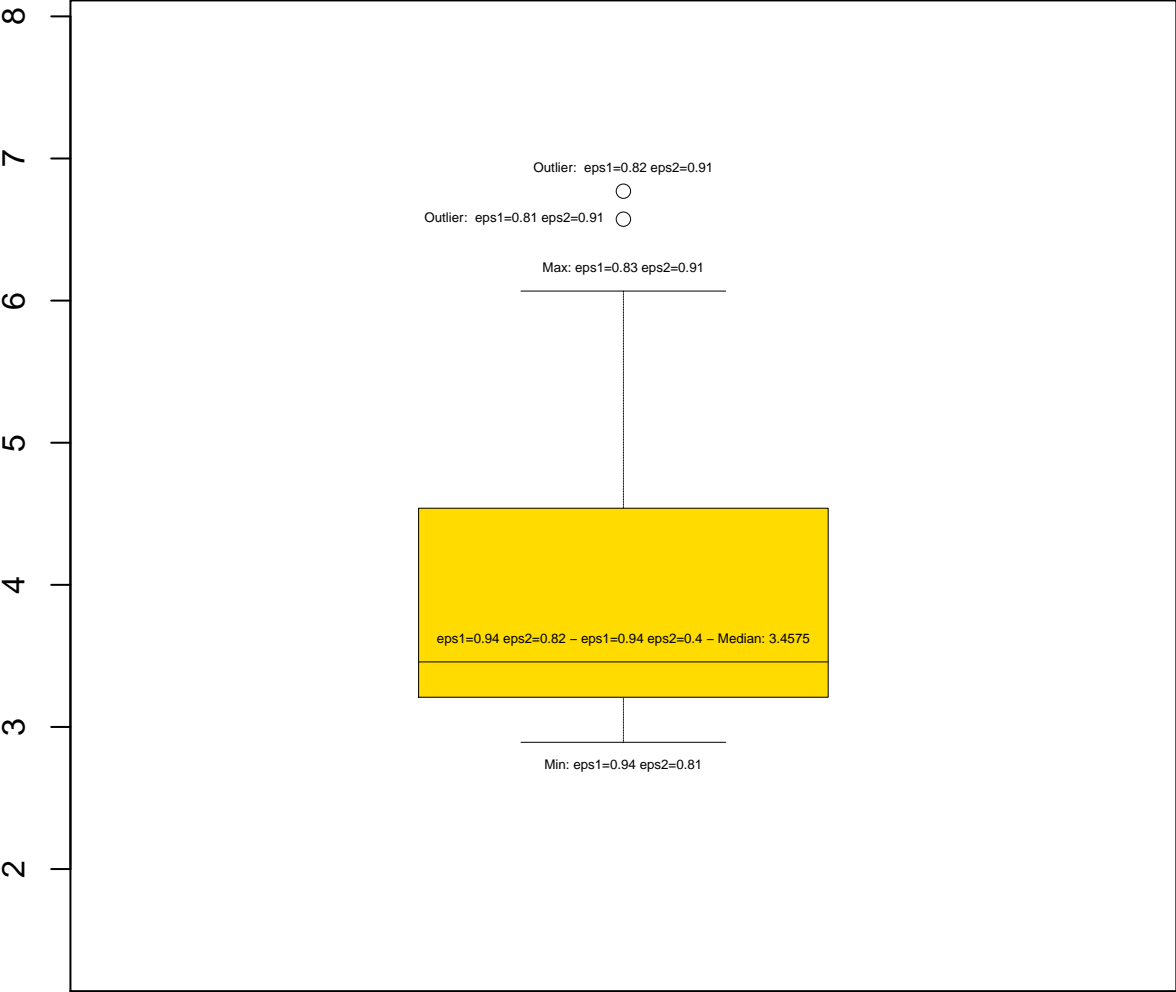 8
Outlier:  eps1=0.82 eps2=0.91
7
Outlier:  eps1=0.81 eps2=0.91
Max: eps1=0.83 eps2=0.91
6
5
4
eps1=0.94 eps2=0.82 – eps1=0.94 eps2=0.4 – Median: 3.4575
3
Min: eps1=0.94 eps2=0.81
2